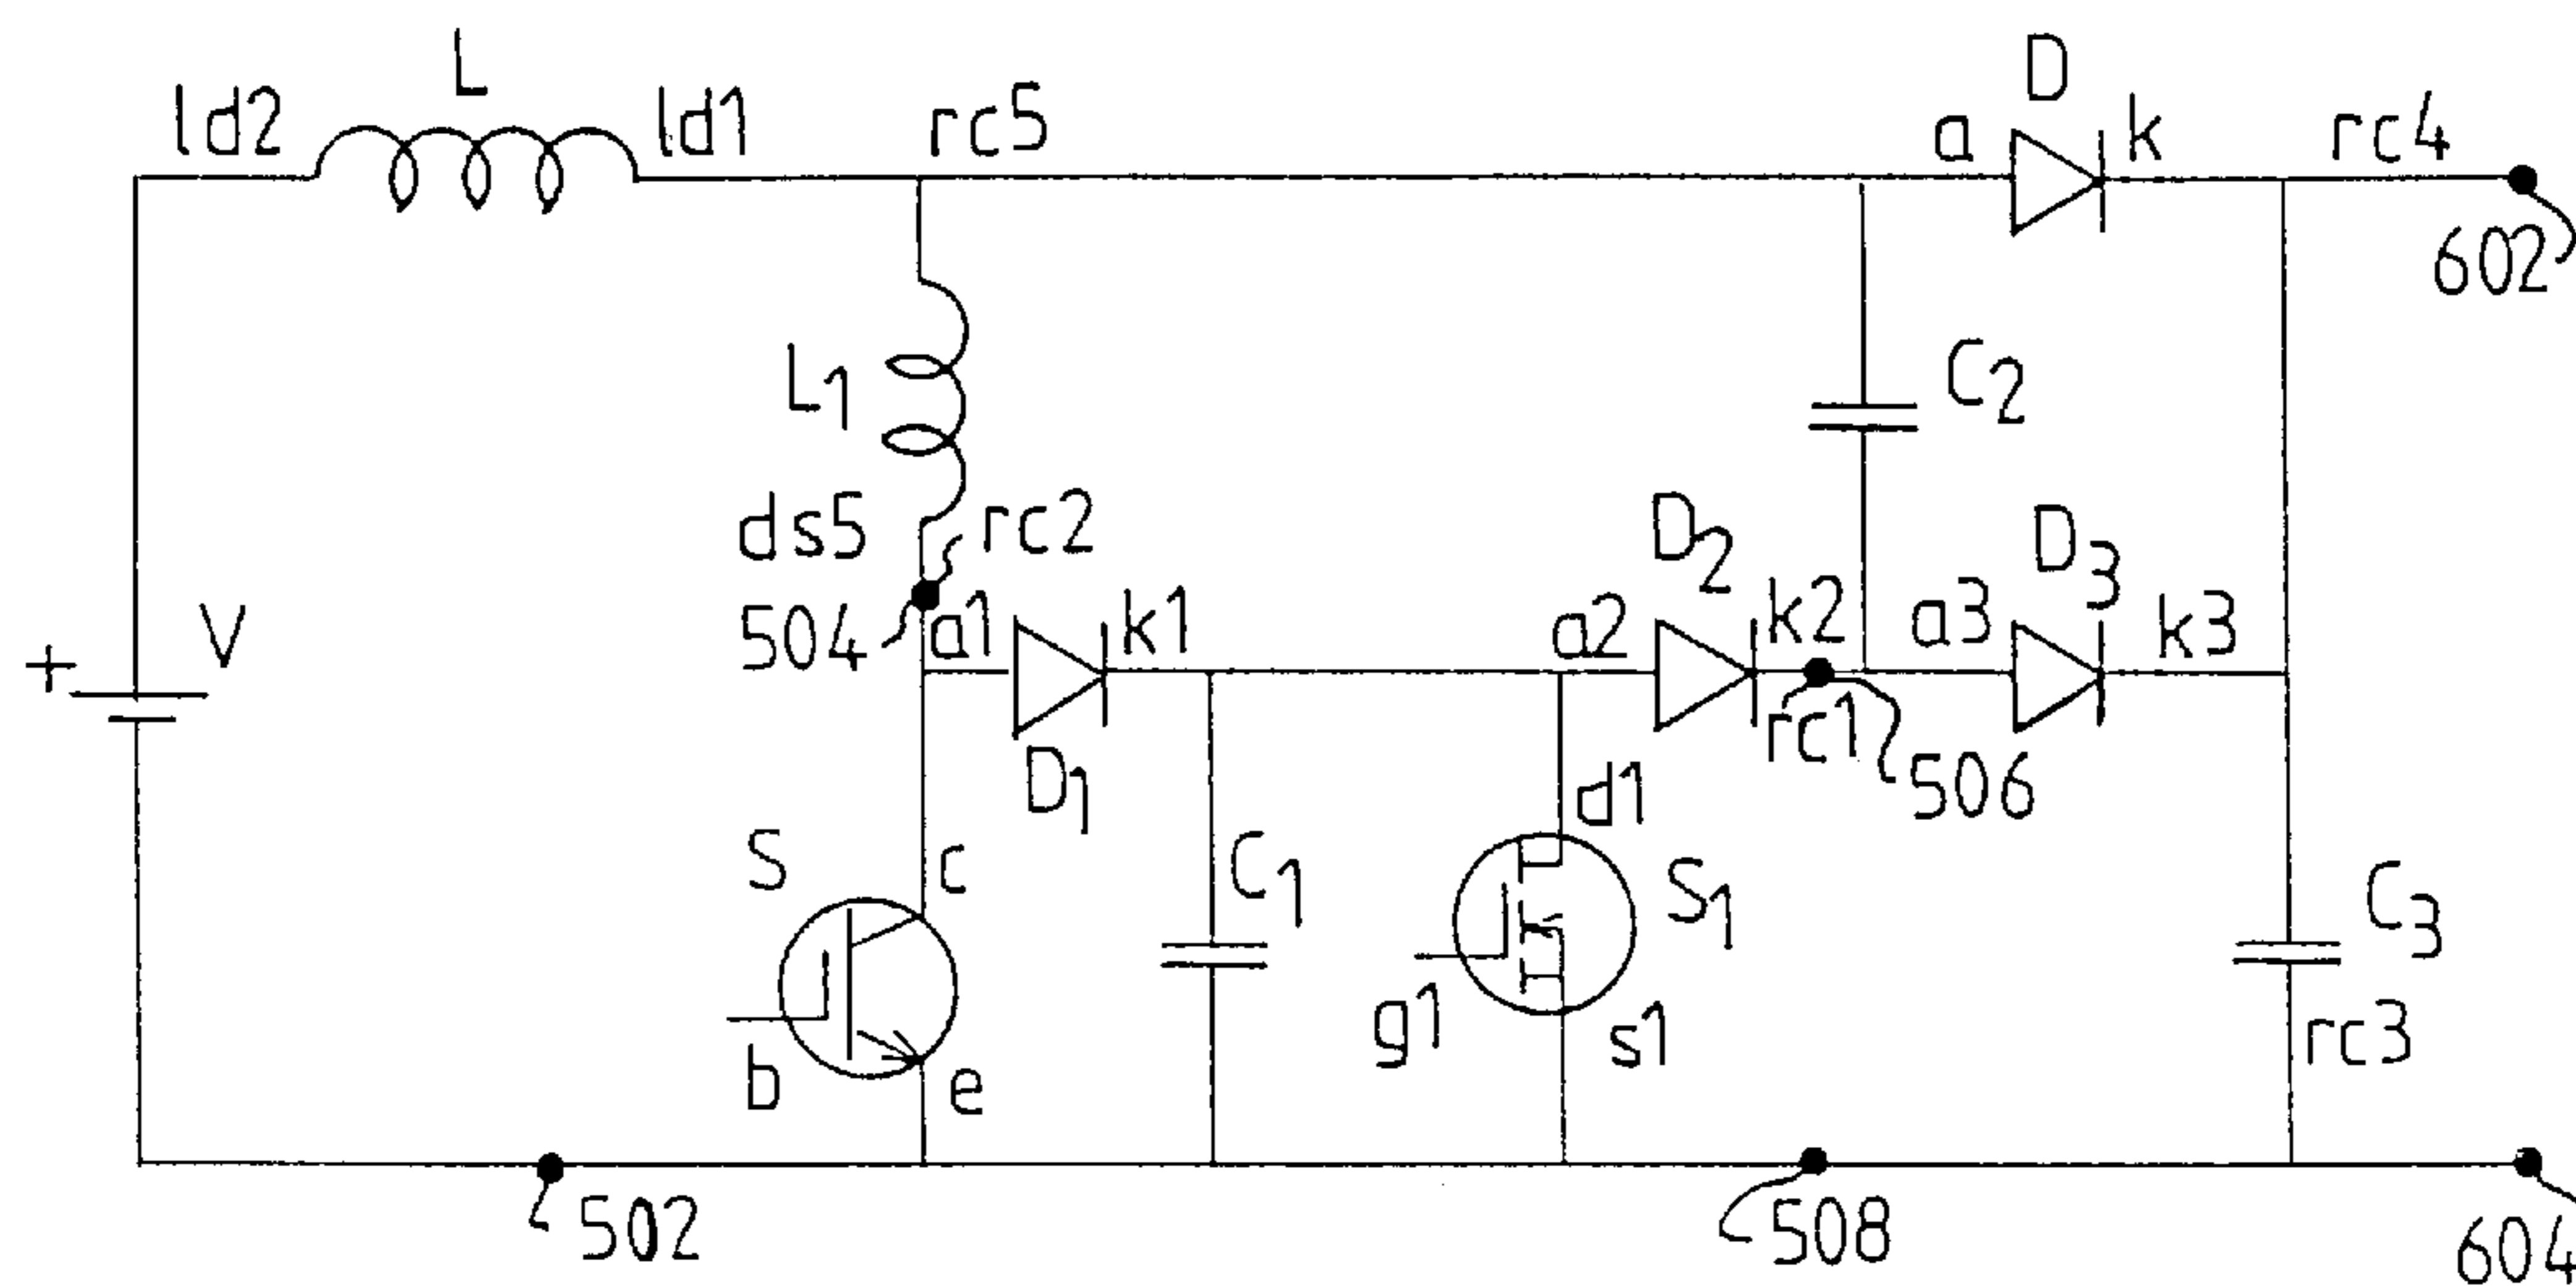 L
D
ld2
ld1
rc5
a
k
rc4
602
C2
L1
ds5
rc2
D2
D3
+
V
504
a1
k1
a2
k2
a3
k3
D1
rc1
506
d1
S
c
C1
S1
C3
g1
s1
rc3
b
e
502
508
604